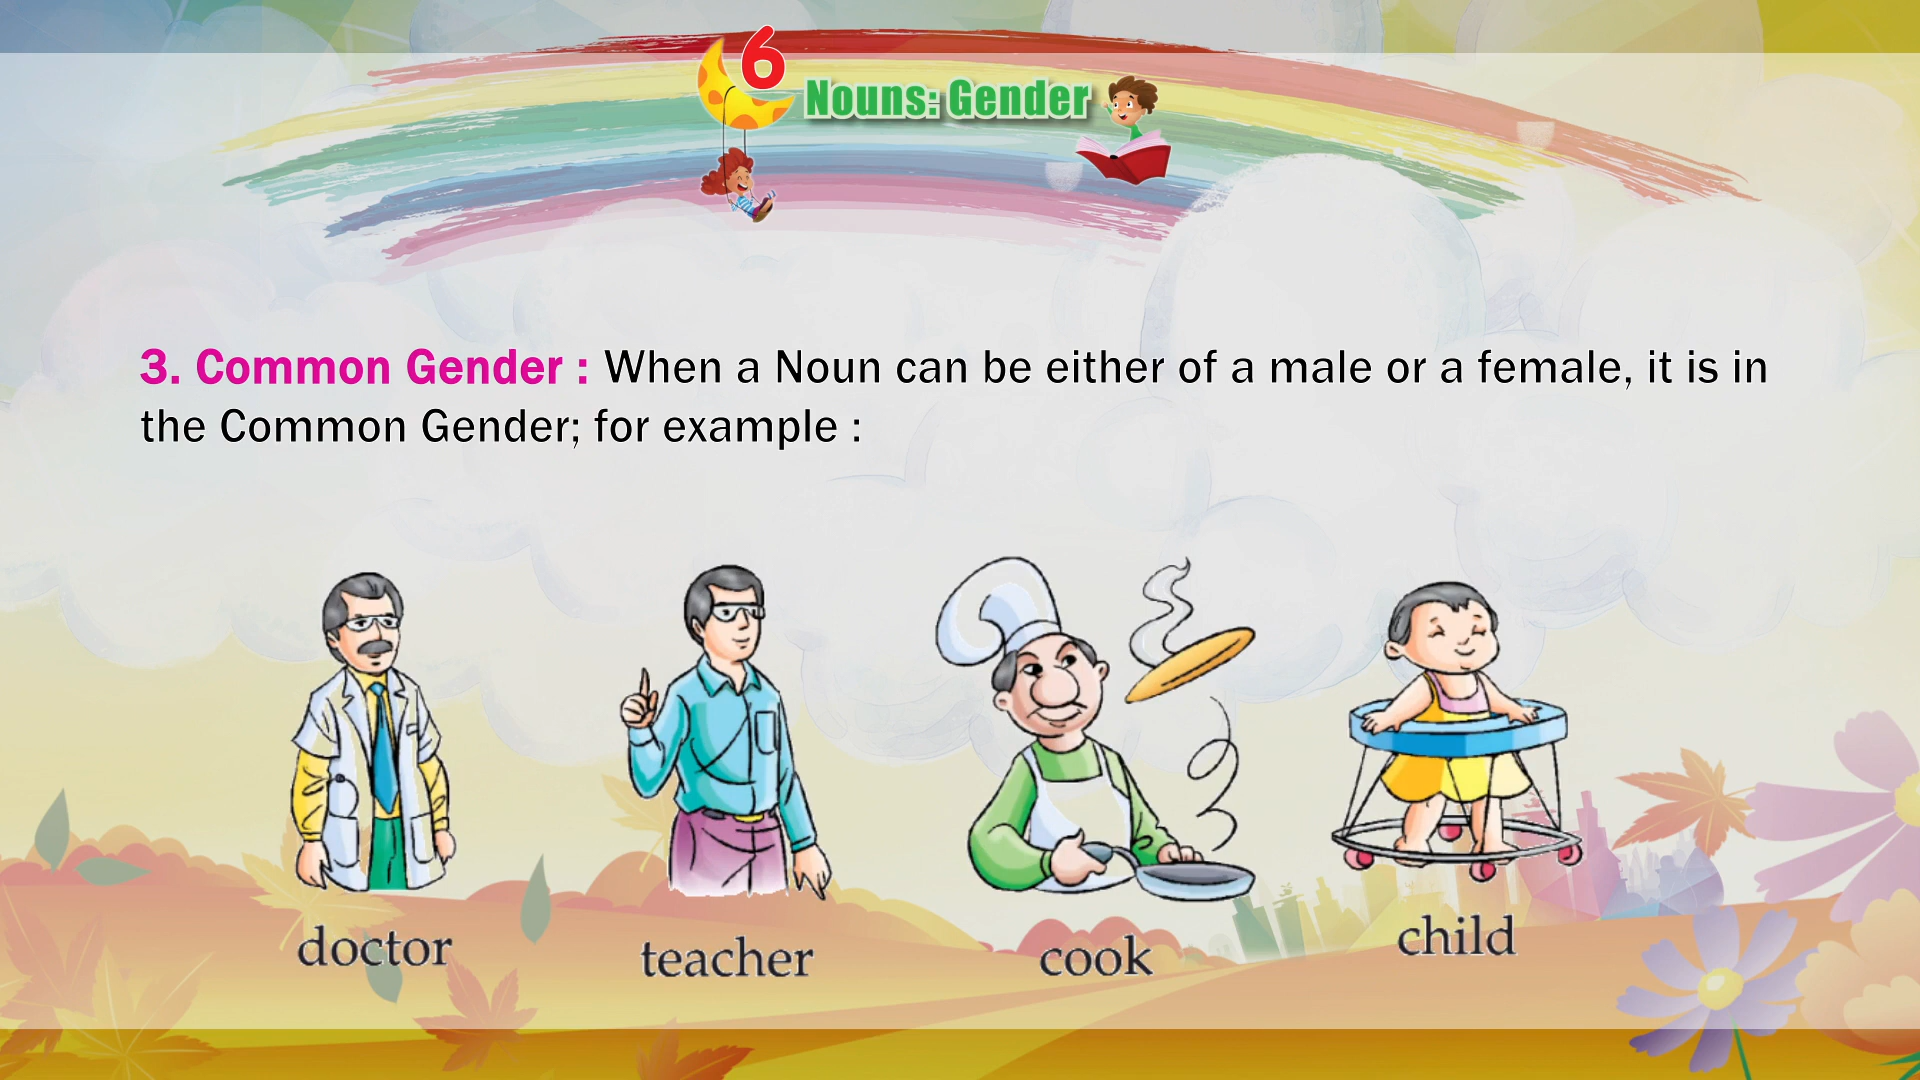 6
Nouns: Gender
3. Common Gender : When a Noun can be either of a male or a female, it is in
the Common Gender; for example :
doctor
teacher
cook
child